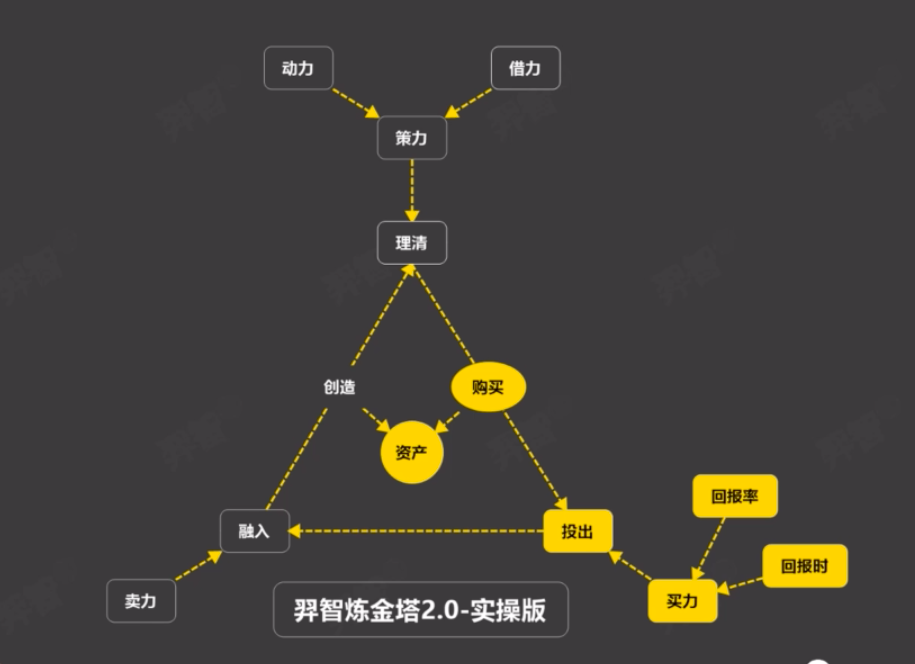 动力
借力
策力
理清
创造
购买
资产
回报率
融入
投出
回报时
卖力
买力
羿智炼金塔2.0-实操版
羿智